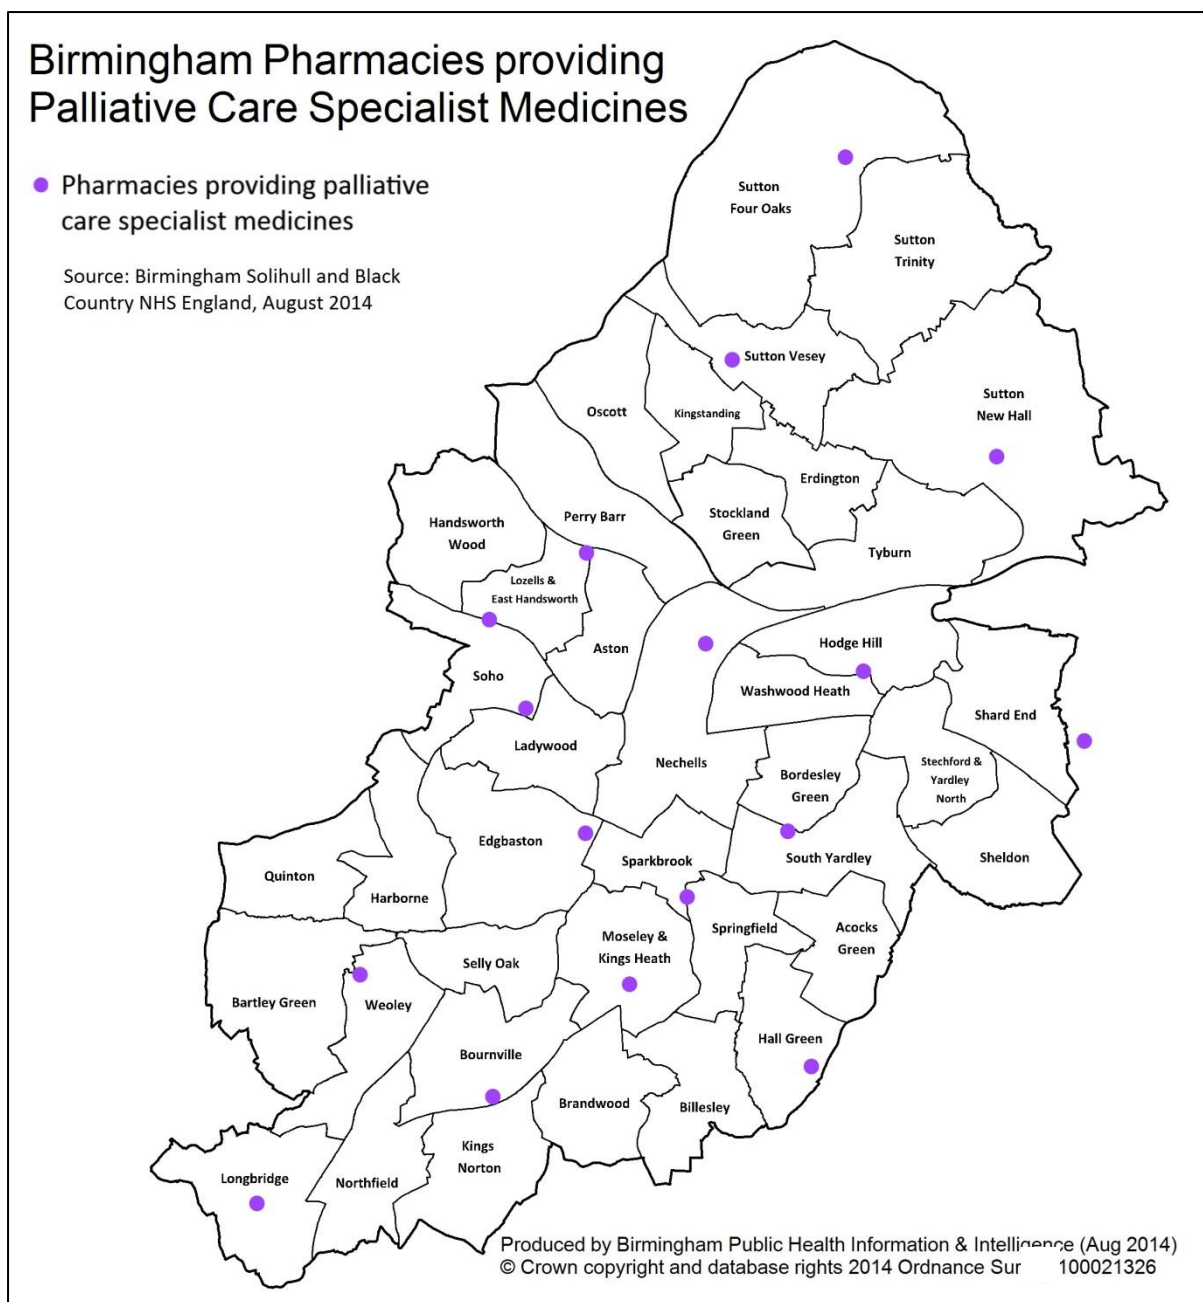 Birmingham Pharmacies providing
Palliative Care Specialist Medicines
Pharmacies providing palliative
care specialist medicines
Source: Birmingham Solihull and Black
Country NHS England, August 2014
Sutton
Four Oaks
Sutton
Trinity
Sutton Vesey
Sutton
New Hall
Oscott
Kingstanding
Erdington
Stockland
Green
Perry Barr
Tyburn
Handsworth
Wood
Lozells &
East Handsworth
Aston
Hodge Hill
Soho
Washwood Heath
Shard End
Ladywood
Nechells
Bordesley
Green
Stechford &
Yardley
North
Edgbaston
Sparkbrook
South Yardley
Sheldon
Quinton
Harborne
Moseley &
Kings Heath
Springfield
Acocks
Green
Selly Oak
Bartley Green
Weoley
Hall Green
Bournville
Brandwood
Billesley
Kings
Norton
Longbridge
Northfield
Produced by Birmingham Public Health Information & Intelligence (Aug 2014)
© Crown copyright and database rights 2014 Ordnance Sur 100021326